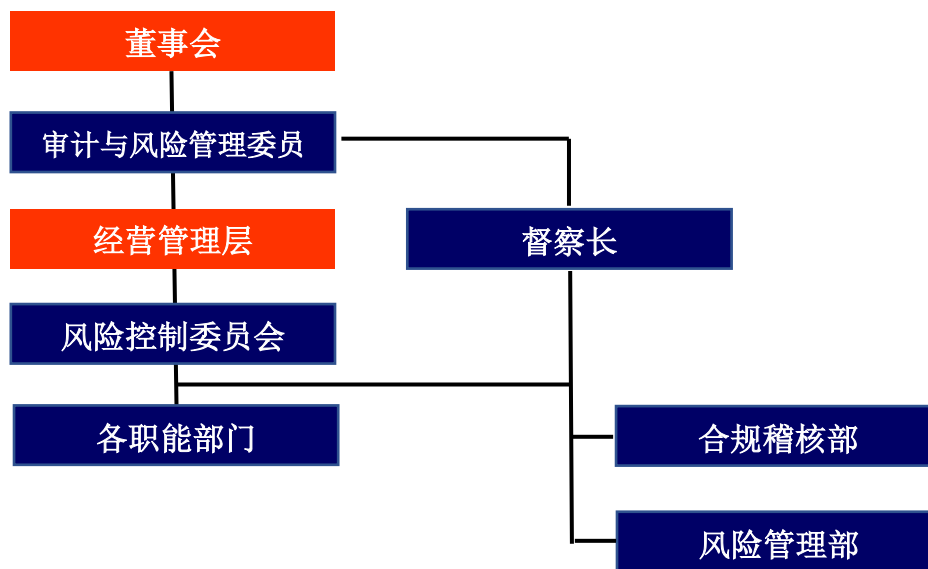 董事会
审计与风险管理委员
经营管理层
督察长
风险控制委员会
各职能部门
合规稽核部
风险管理部